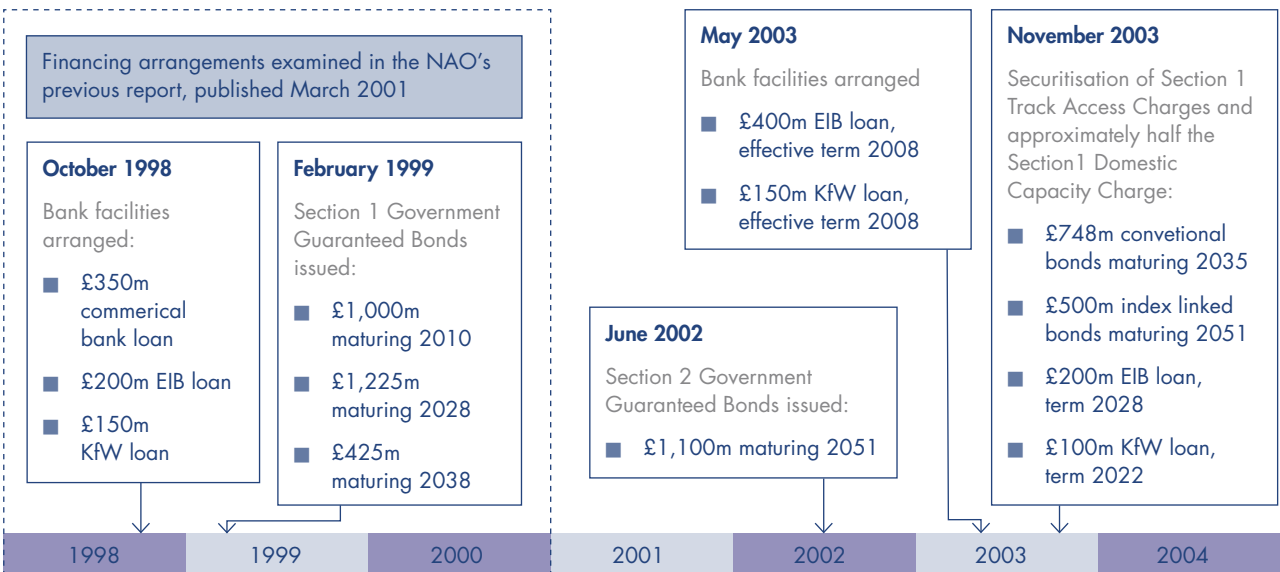 Financing arrangements examined in the NAO's
previous report, published March 2001
October 1998
Bank facilities
arranged:
£350m
commerical
bank loan
£200m EIB loan
£150m
KfW loan
February 1999
Section 1 Government
Guaranteed Bonds
issued:
£1,000m
maturing 2010
£1,225m
maturing 2028
£425m
maturing 2038
June 2002
Section 2 Government
Guaranteed Bonds issued:
£1,100m maturing 2051
May 2003
Bank facilities arranged
£400m EIB loan,
effective term 2008
£150m KfW loan,
effective term 2008
November 2003
Securitisation of Section 1
Track Access Charges and
approximately half the
Section1 Domestic
Capacity Charge:
£748m convetional
bonds maturing 2035
£500m index linked
bonds maturing 2051
£200m EIB loan,
term 2028
£100m KfW loan,
term 2022
1998 1999 2000 2001 2002 2003 2004